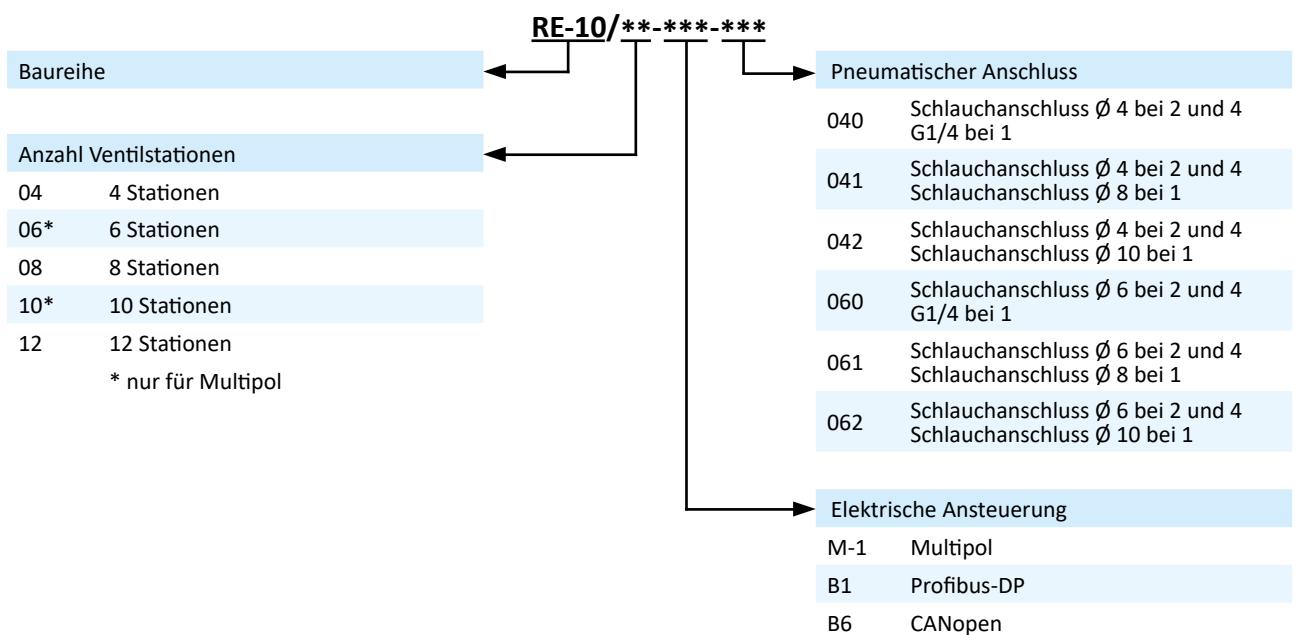 RE-10/**-***-***
Baureihe
Anzahl Ventilstationen
04 4 Stationen
06* 6 Stationen
08 8 Stationen
10* 10 Stationen
12 12 Stationen
* nur für Multipol
Pneumatischer Anschluss
040 Schlauchanschluss Ø 4 bei 2 und 4
G1/4 bei 1
041 Schlauchanschluss Ø 4 bei 2 und 4
Schlauchanschluss Ø 8 bei 1
042 Schlauchanschluss Ø 4 bei 2 und 4
Schlauchanschluss Ø 10 bei 1
060 Schlauchanschluss Ø 6 bei 2 und 4
G1/4 bei 1
061 Schlauchanschluss Ø 6 bei 2 und 4
Schlauchanschluss Ø 8 bei 1
062 Schlauchanschluss Ø 6 bei 2 und 4
Schlauchanschluss Ø 10 bei 1
Elektrische Ansteuerung
M-1 Multipol
B1 Profibus-DP
B6 CANopen